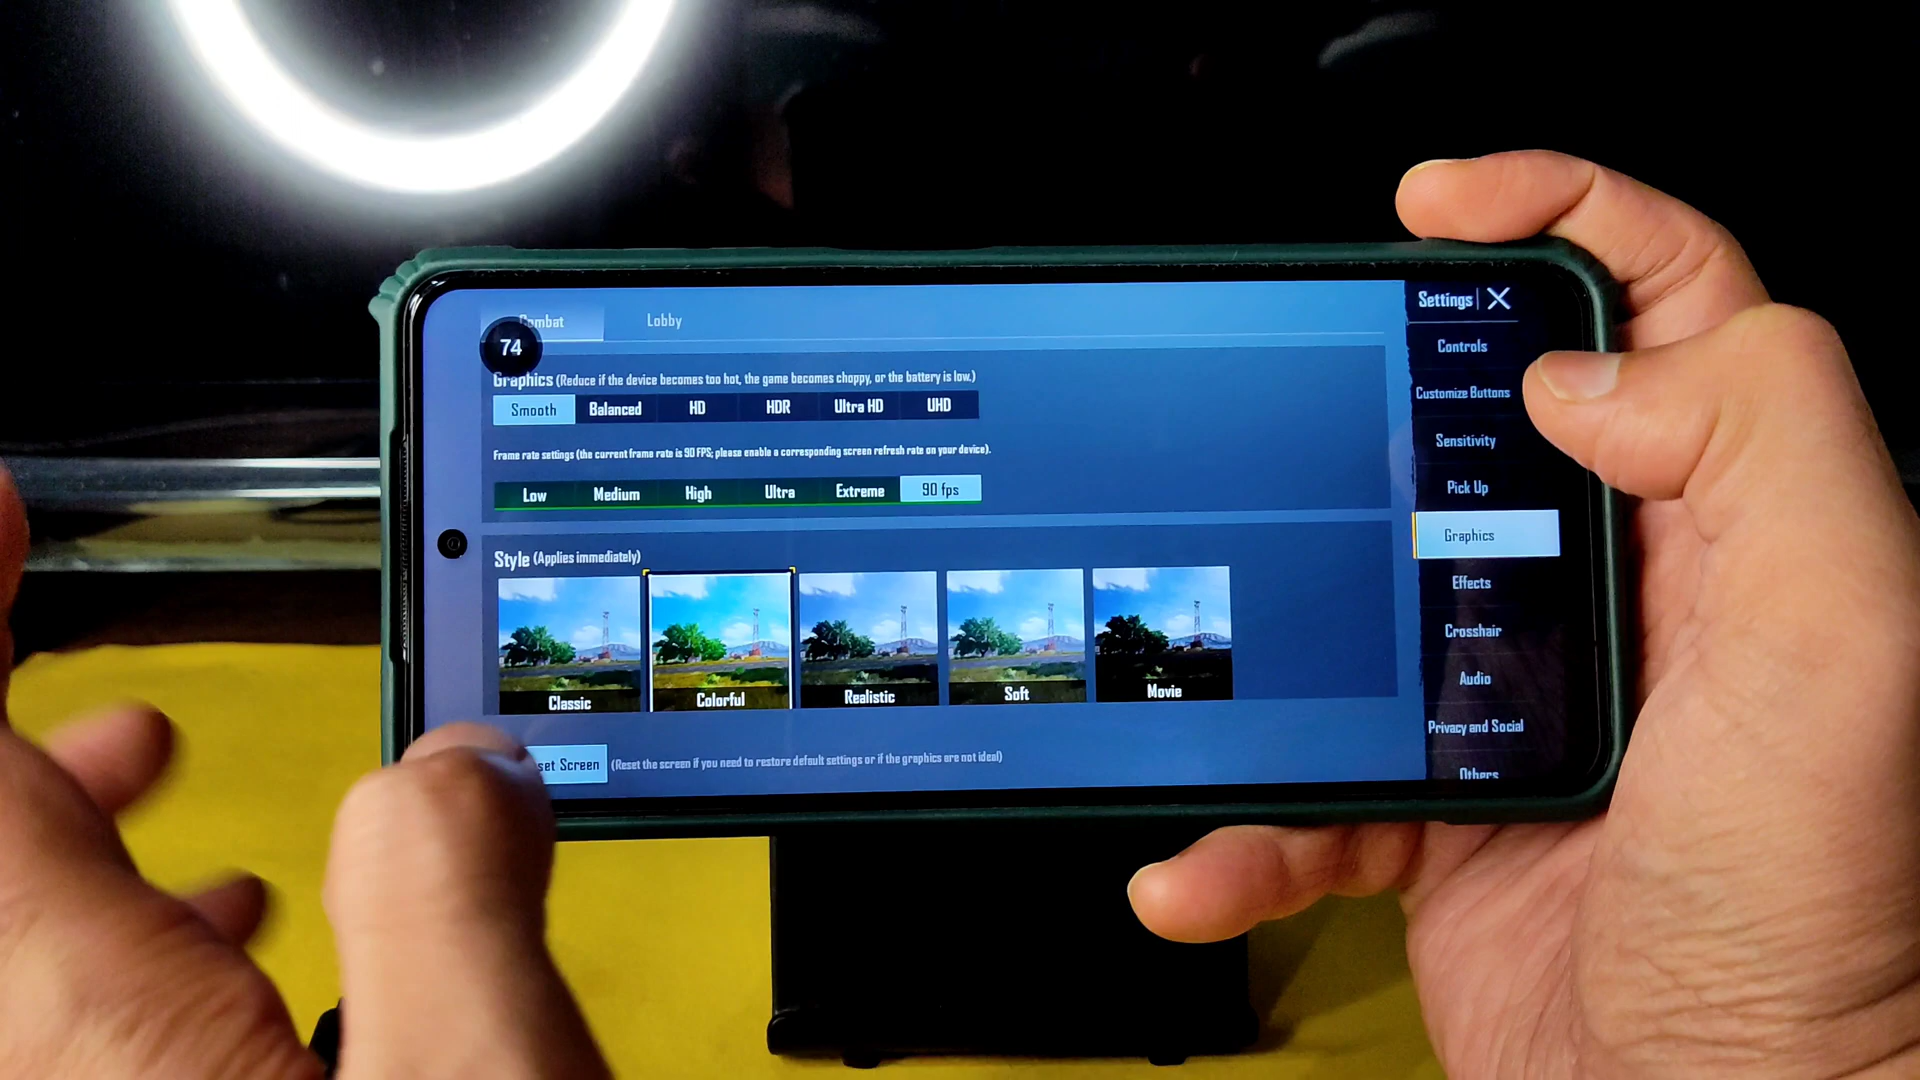 Combat Lobby
74
Graphics (Reduce if the device becomes too hot, the game becomes choppy, or the battery is low.)
Smooth Balanced HD HDR Ultra HD UHD
Frame rate settings (the current frame rate is 90 FPS; please enable a corresponding screen refresh rate on your device).
Low Medium High Ultra Extreme 90 fps
Style (Applies immediately)
Classic Colorful Realistic Soft Movie
set Screen (Reset the screen if you need to restore default settings or if the graphics are not ideal)
Settings
Controls
Customize Buttons
Sensitivity
Pick Up
Graphics
Effects
Crosshair
Audio
Privacy and Social
Others